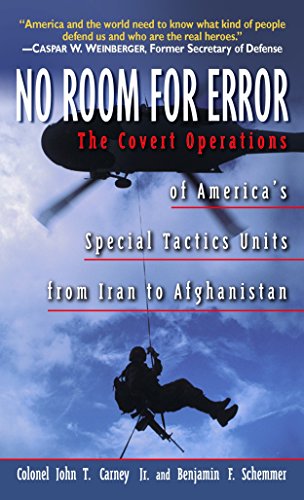 "America and the world need to know what kind of people
defend us and who are the real heroes."
—CASPAR W. WEINBERGER, Former Secretary of Defense
NO ROOM FOR ERROR
The Covert Operations
of America's
Special Tactics Units
from Iran to Afghanistan
Colonel John T. Carney Jr. and Benjamin F. Schemmer